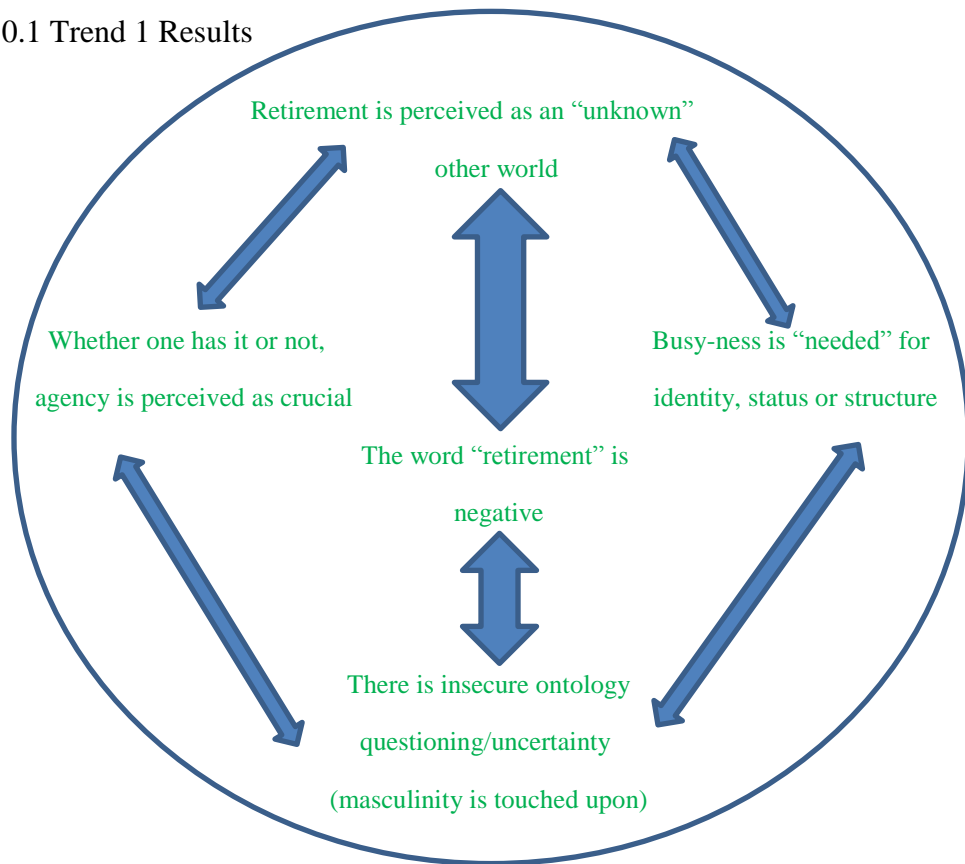 0.1 Trend 1 Results
Retirement is perceived as an “unknown”
other world
Whether one has it or not,
agency is perceived as crucial
Busy-ness is “needed” for
identity, status or structure
The word “retirement” is
negative
There is insecure ontology
questioning/uncertainty
(masculinity is touched upon)